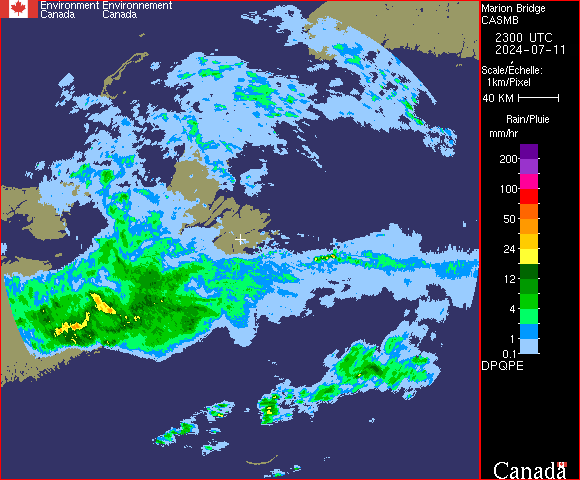 Environment Environnement
Canada Canada
Marion Bridge
CASMB
2300 UTC
2024-07-11
Scale/Echelle:
1km/Pixel
40 KM
Rain/Pluie
mm/hr
200
100
50
24
12
4
1
0.1
DPQPE
Canada